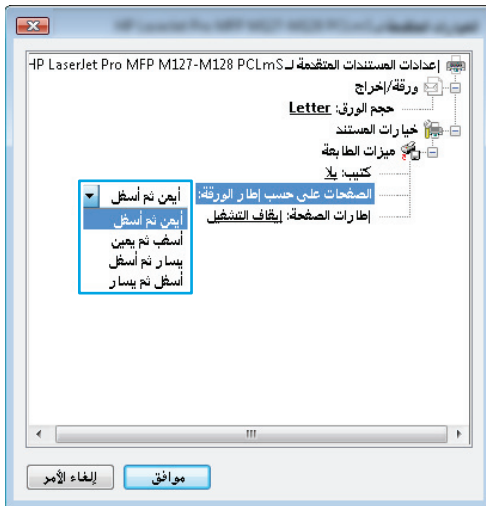 إعدادات المستندات المتقدمة لـ HP LaserJet Pro MFP M127-M128 PCLmS
ورقة/إخراج
حجم الورق: Letter
خيارات المستند
ميزات الطابعة
كتيب: بلا
الصفحات على حسب إطار الورقة: أيمن ثم أسفل
أيمن ثم أسفل
أسفب ثم يمين
يسار ثم أسفل
أسفل ثم يسار
إطارات الصفحة: إيقاف التشغيل
موافق
إلغاء الأمر